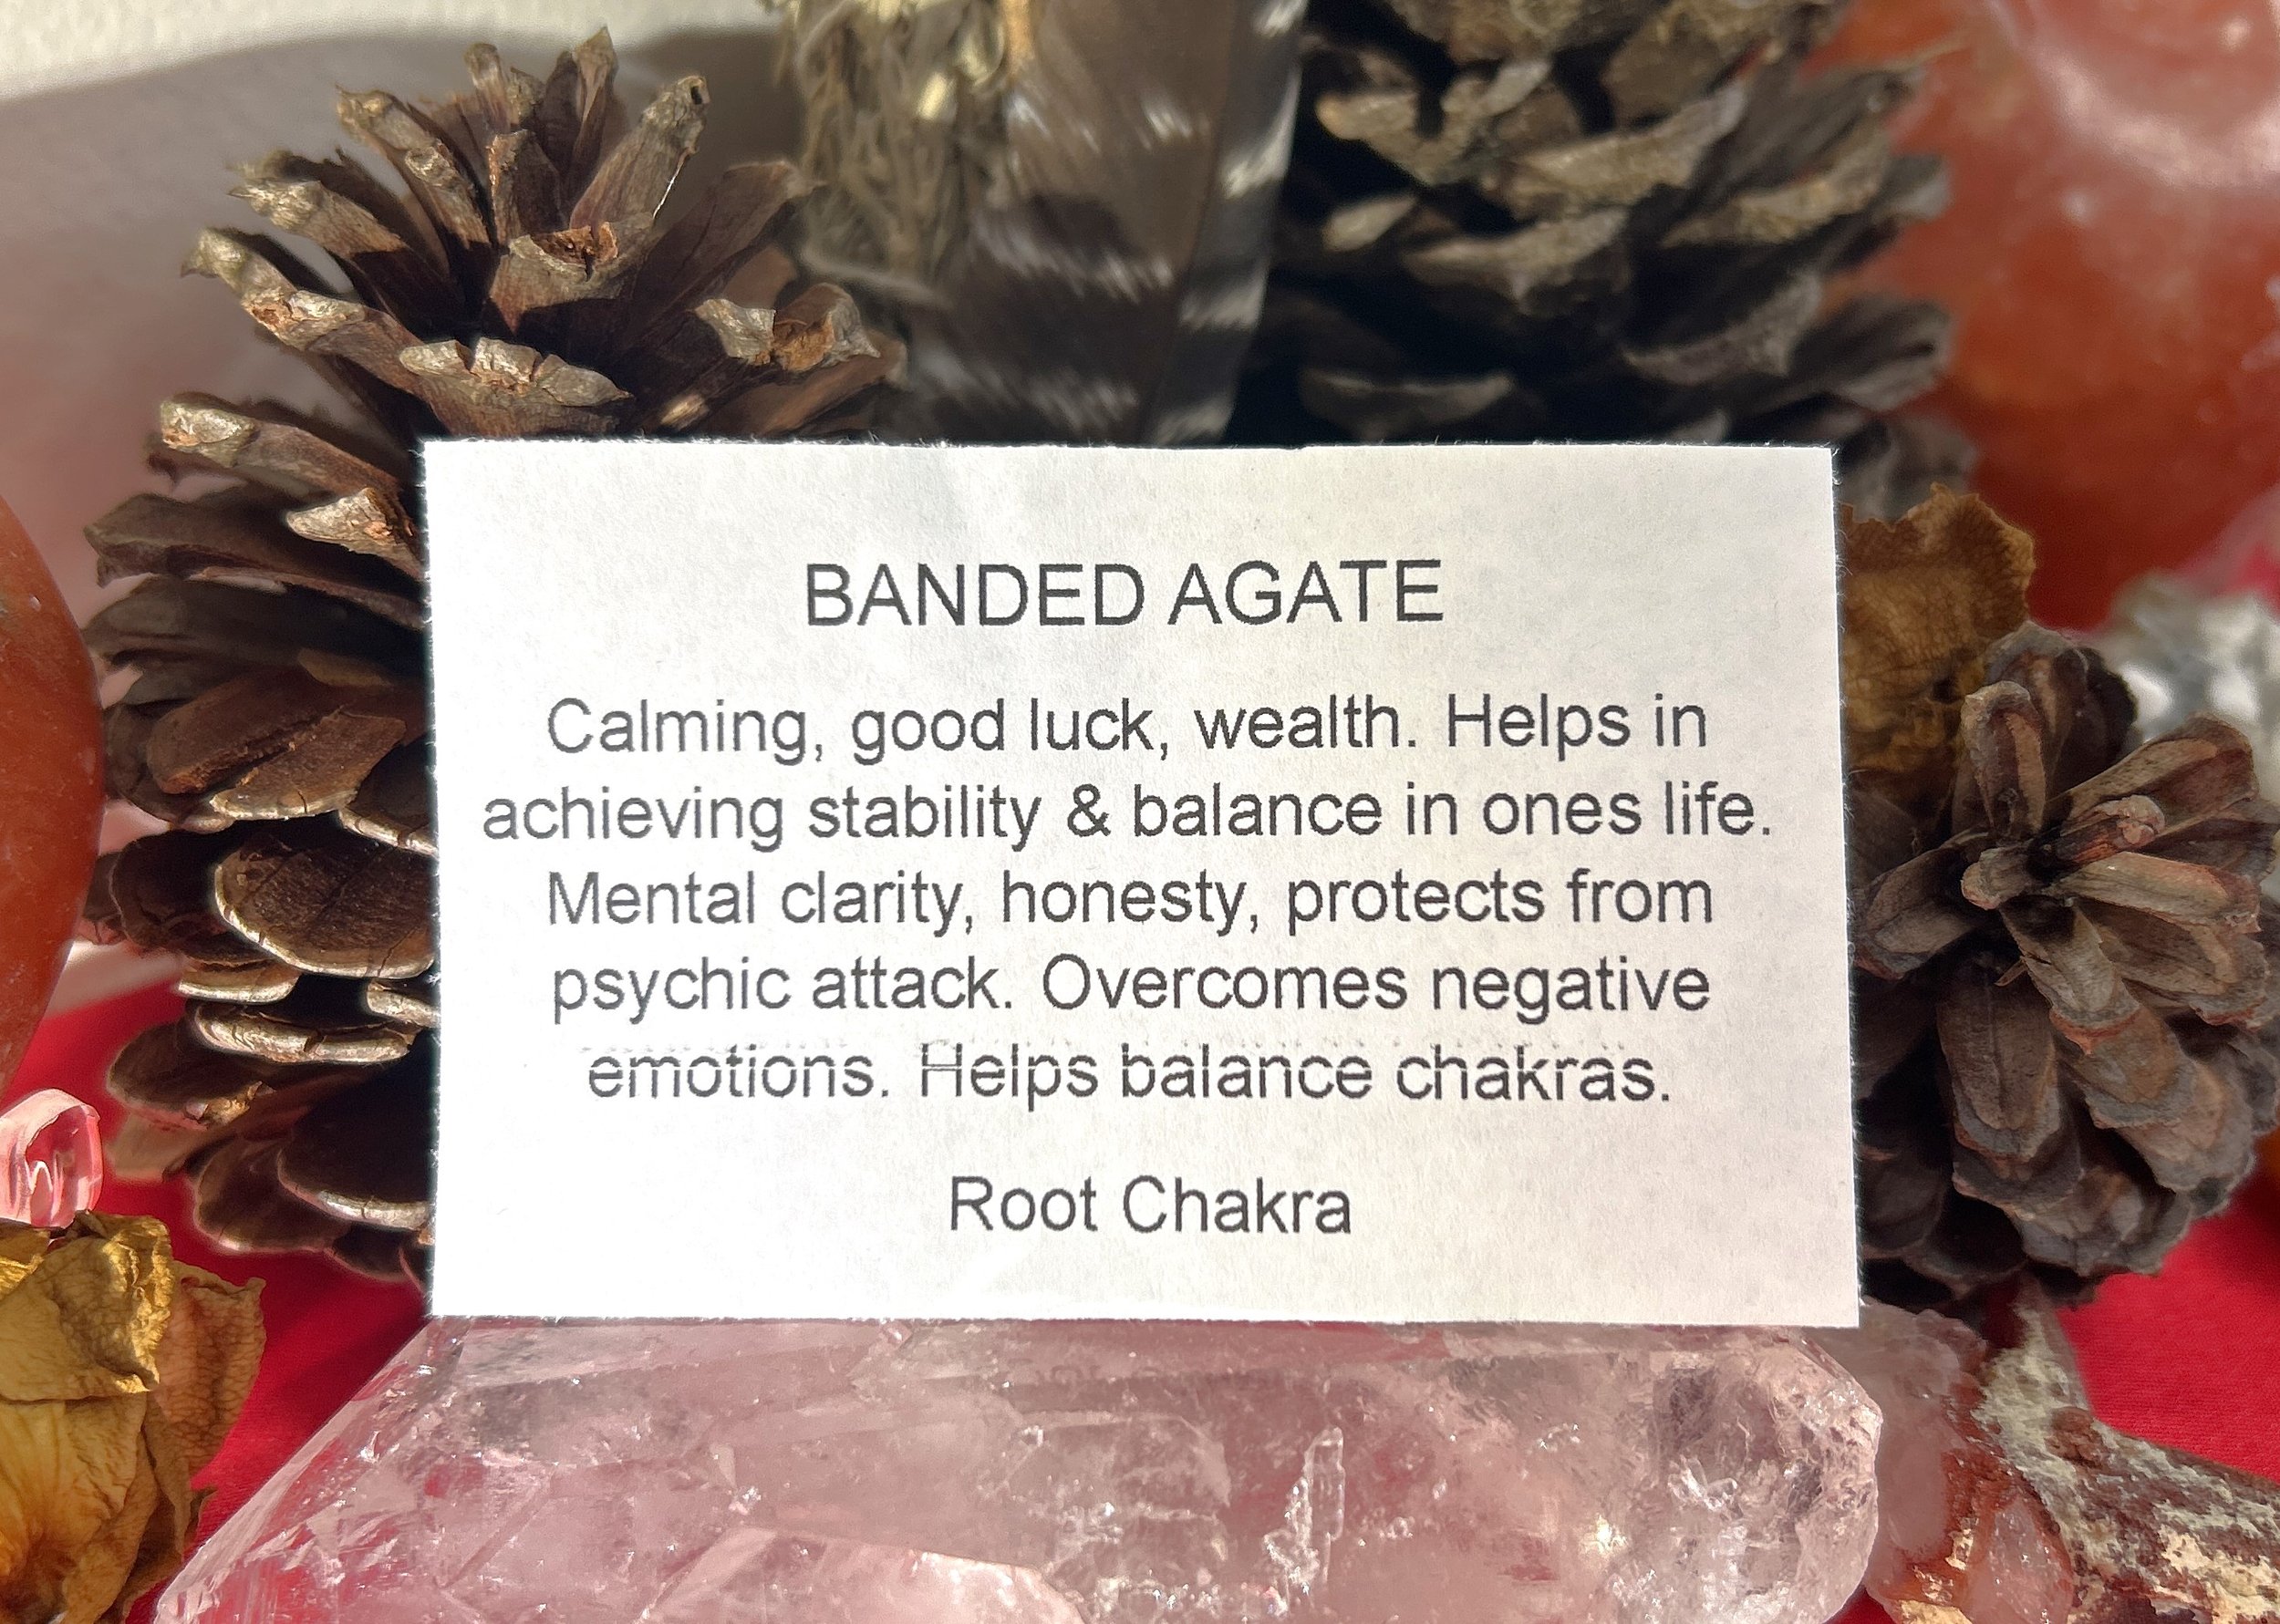 BANDED AGATE
Calming, good luck, wealth. Helps in
achieving stability & balance in ones life.
Mental clarity, honesty, protects from
psychic attack. Overcomes negative
emotions. Helps balance chakras.
Root Chakra